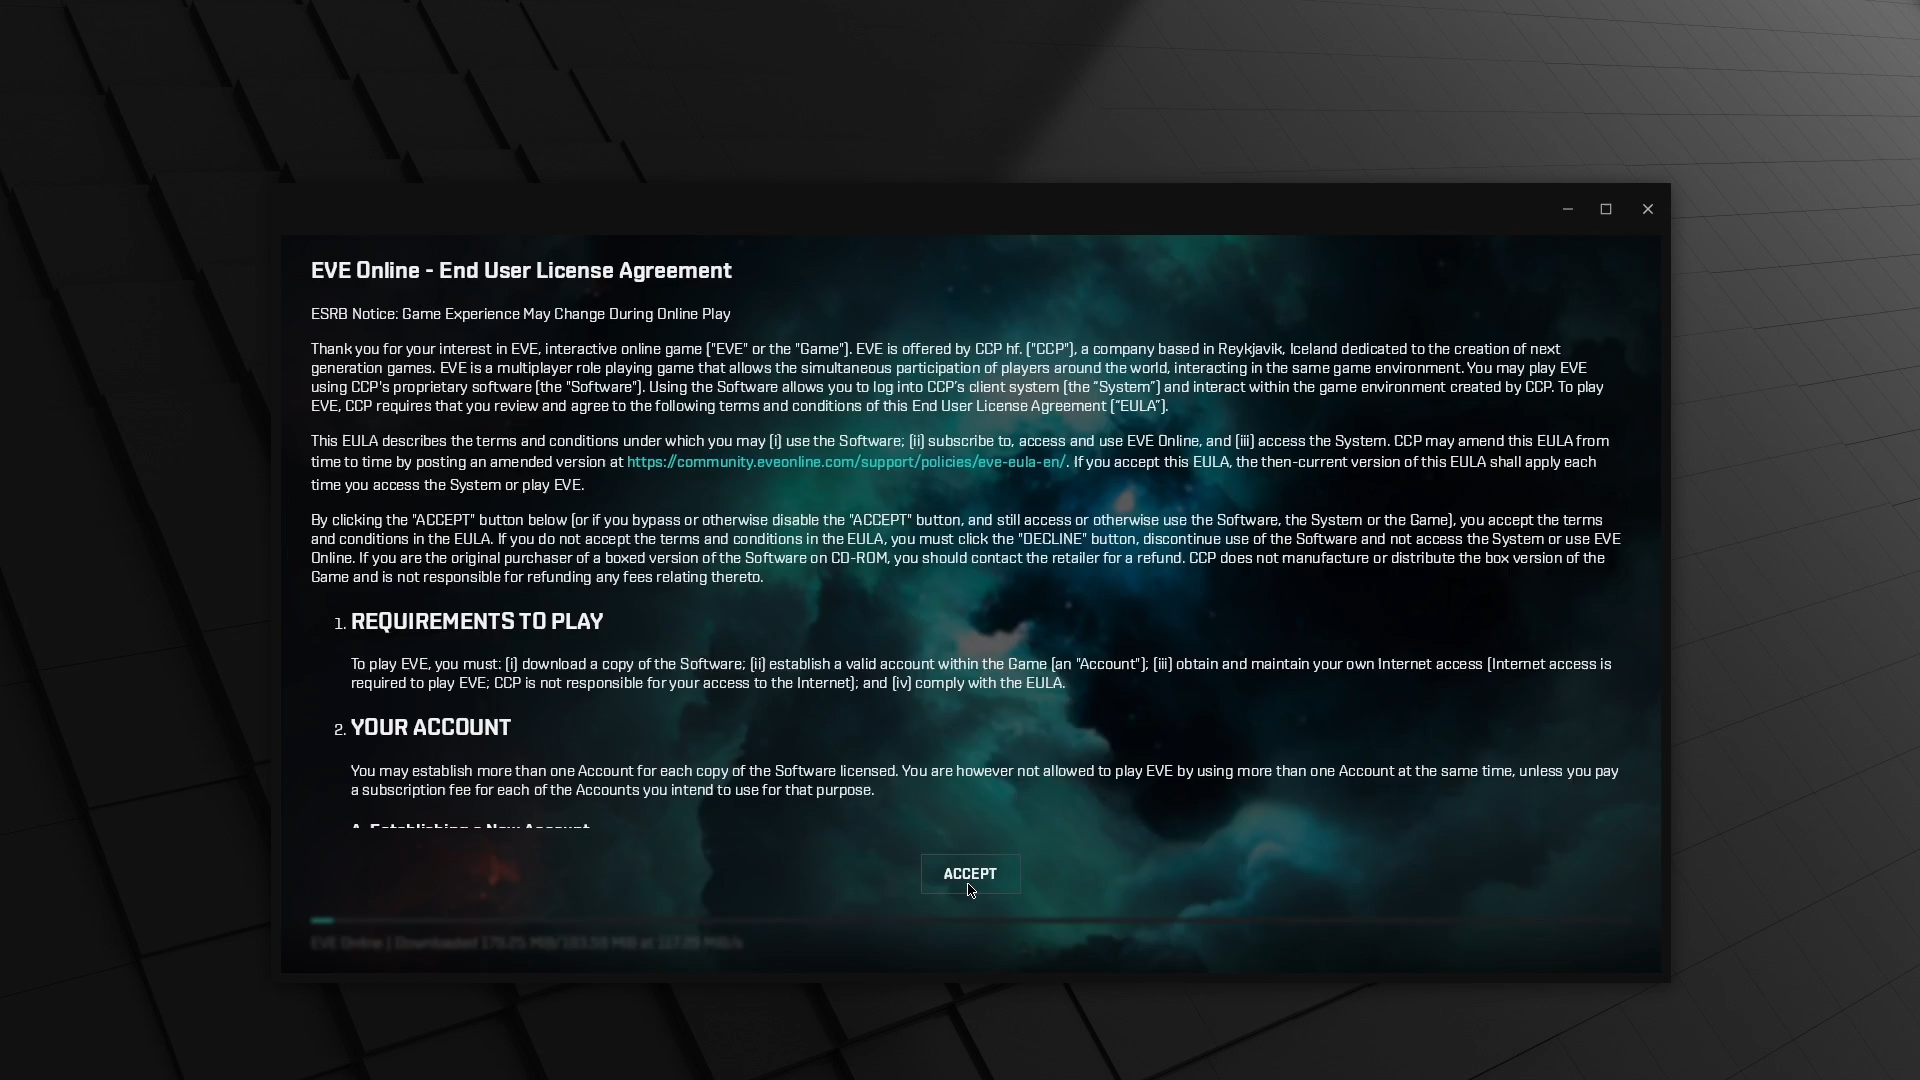 EVE Online - End User License Agreement
ESRB Notice: Game Experience May Change During Online Play
Thank you for your interest in EVE, interactive online game ("EVE" or the "Game"). EVE is offered by CCP hf. ("CCP"), a company based in Reykjavik, Iceland dedicated to the creation of next
generation games. EVE is a multiplayer role playing game that allows the simultaneous participation of players around the world, interacting in the same game environment. You may play EVE
using CCP's proprietary software (the "Software"). Using the Software allows you to log into CCP's client system (the "System") and interact within the game environment created by CCP. To play
EVE, CCP requires that you review and agree to the following terms and conditions of this End User License Agreement ("EULA").
This EULA describes the terms and conditions under which you may (i) use the Software; (ii) subscribe to, access and use EVE Online, and (iii) access the System. CCP may amend this EULA from
time to time by posting an amended version at https://community.eveonline.com/support/policies/eve-eula-en/. If you accept this EULA, the then-current version of this EULA shall apply each
time you access the System or play EVE.
By clicking the "ACCEPT" button below (or if you bypass or otherwise disable the "ACCEPT" button, and still access or otherwise use the Software, the System or the Game), you accept the terms
and conditions in the EULA. If you do not accept the terms and conditions in the EULA, you must click the "DECLINE" button, discontinue use of the Software and not access the System or use EVE
Online. If you are the original purchaser of a boxed version of the Software on CD-ROM, you should contact the retailer for a refund. CCP does not manufacture or distribute the box version of the
Game and is not responsible for refunding any fees relating thereto.
1. REQUIREMENTS TO PLAY
To play EVE, you must: (i) download a copy of the Software; (ii) establish a valid account within the Game (an "Account"); (iii) obtain and maintain your own Internet access (Internet access is
required to play EVE; CCP is not responsible for your access to the Internet); and (iv) comply with the EULA.
2. YOUR ACCOUNT
You may establish more than one Account for each copy of the Software licensed. You are however not allowed to play EVE by using more than one Account at the same time, unless you pay
a subscription fee for each of the Accounts you intend to use for that purpose.
A. Establishing a New Account
ACCEPT
EVE Online | Downloaded